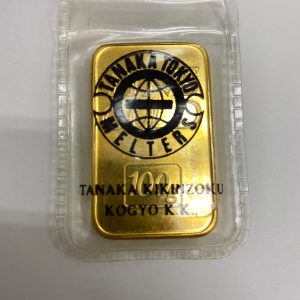 TANAKA TOKYO
MELTERS
100g
TANAKA KIKINZOKU
KOGYO K.K.,